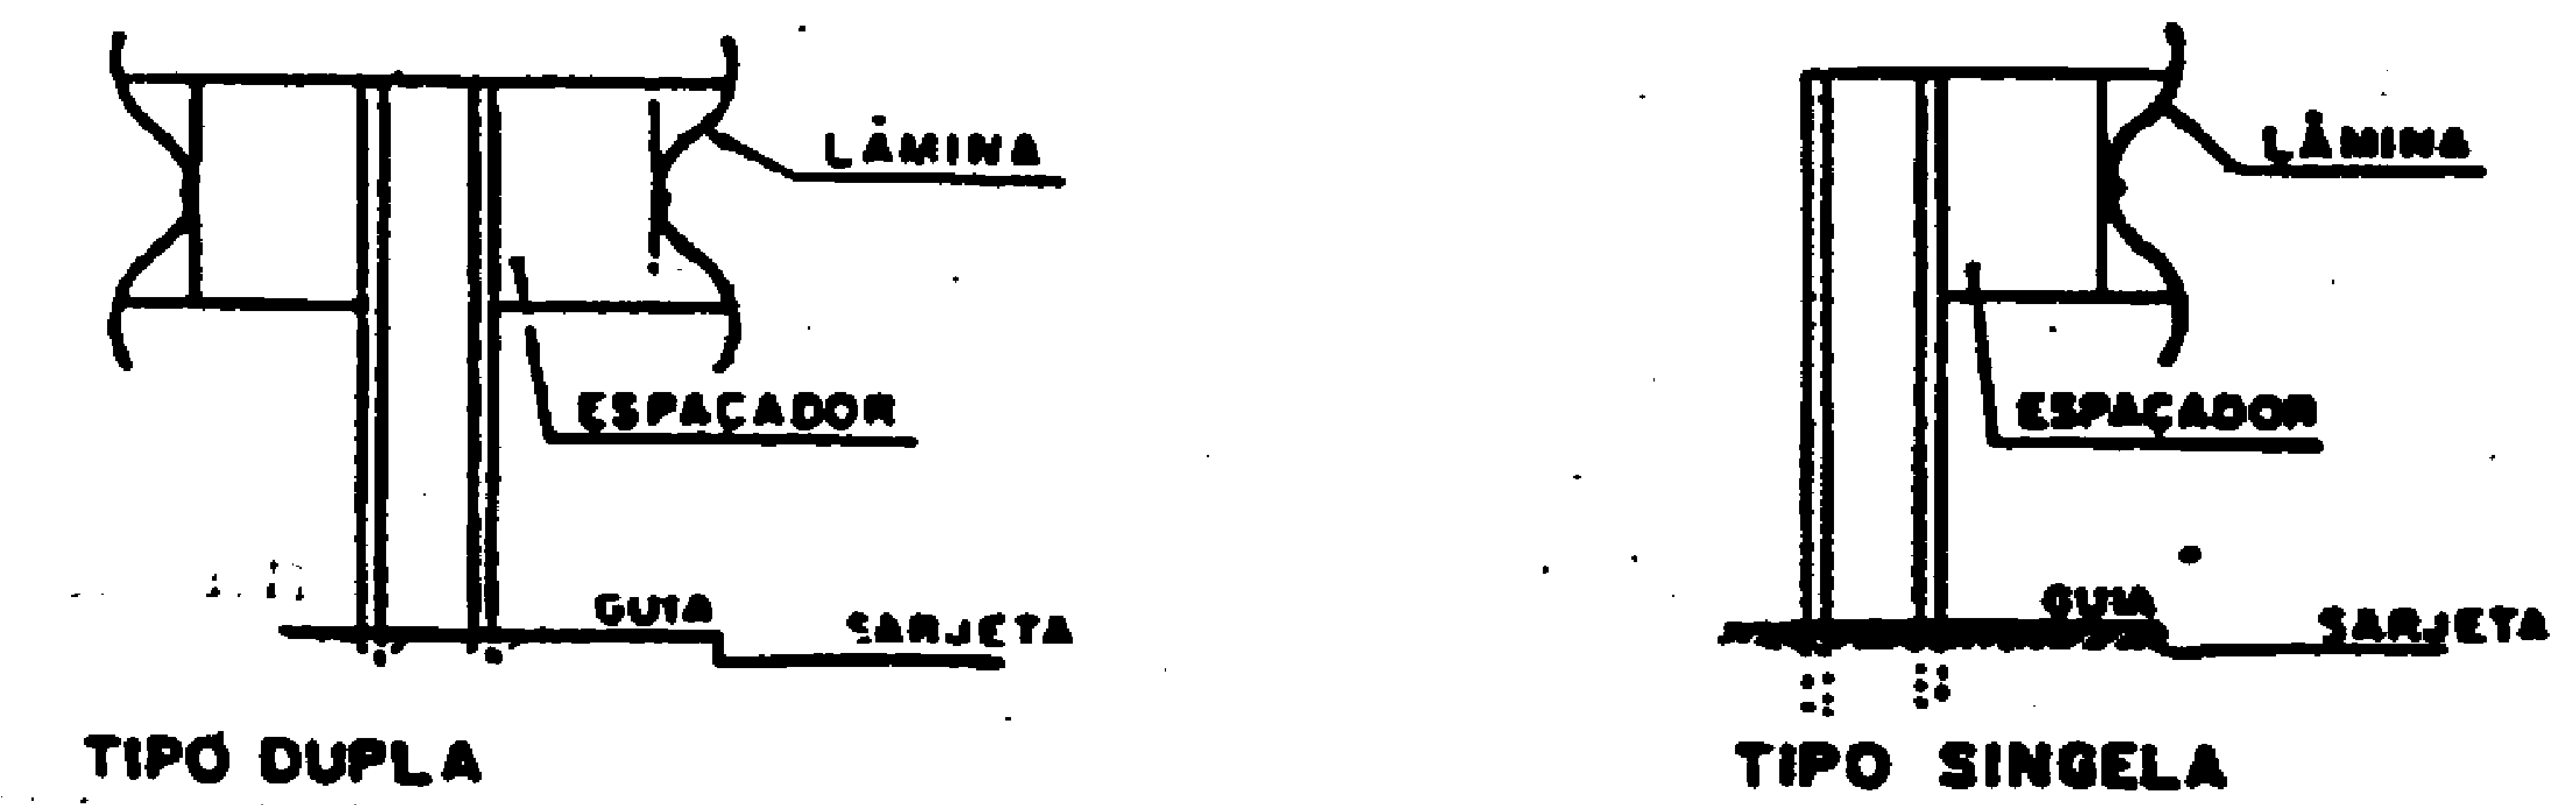 LÂMINA
ESPAÇADOR
GUIA
SARJETA
TIPO DUPLA
LÂMINA
ESPAÇADOR
GUIA
SARJETA
TIPO SINGELA